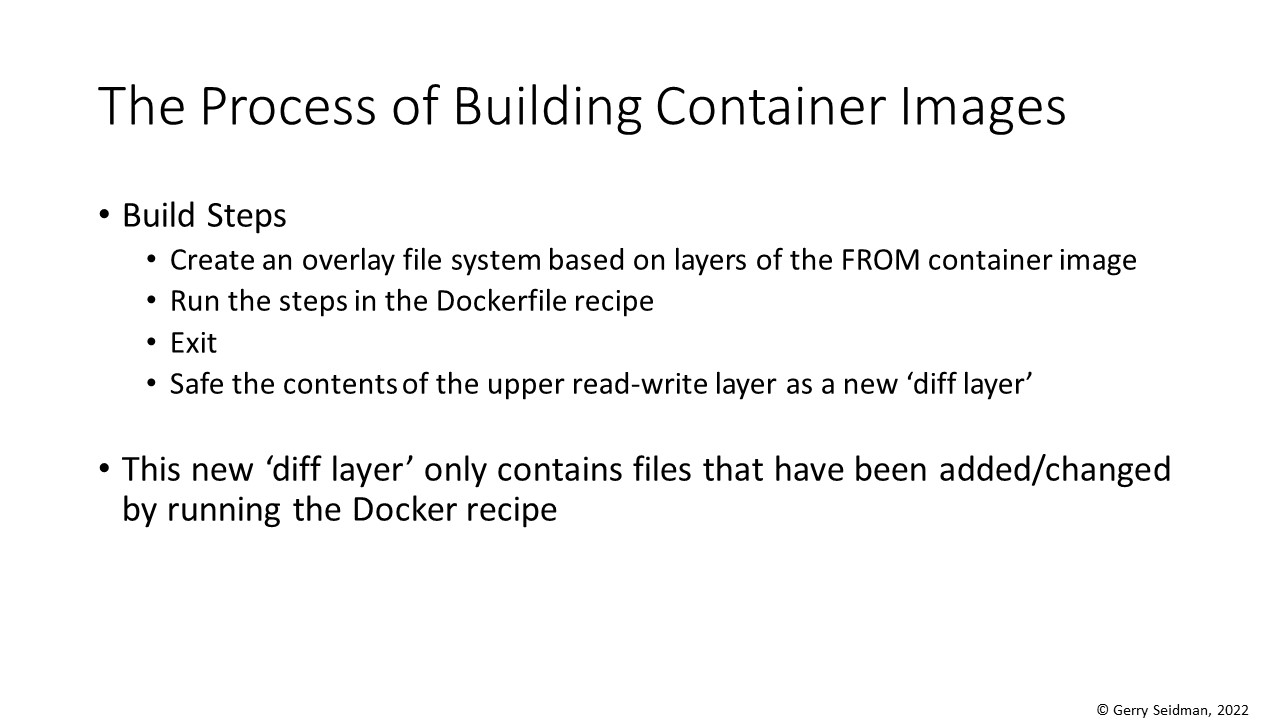 The Process of Building Container Images
• Build Steps
• Create an overlay file system based on layers of the FROM container image
• Run the steps in the Dockerfile recipe
• Exit
• Safe the contents of the upper read-write layer as a new ‘diff layer’
• This new ‘diff layer’ only contains files that have been added/changed
by running the Docker recipe
© Gerry Seidman, 2022